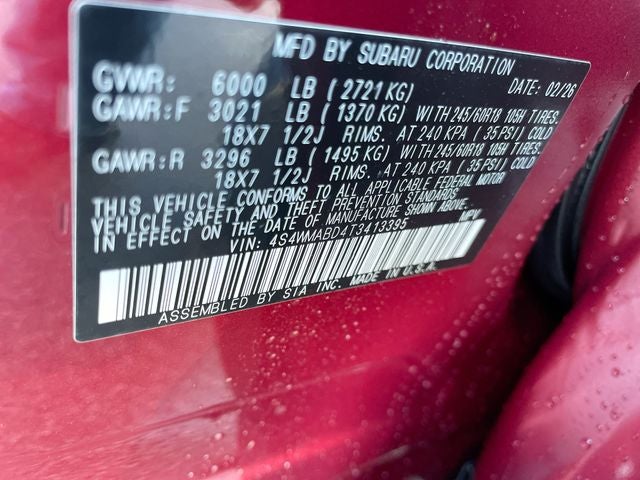 MFD BY SUBARU CORPORATION
GVWR: 6000 LB ( 2721 KG) DATE: 02/26
GAWR:F 3021 LB ( 1370 KG) WITH 245/60R18 105H TIRES.
18X7 1/2J RIMS. AT 240 KPA ( 35 PSI) COLD
GAWR:R 3296 LB ( 1495 KG) WITH 245/60R18 105H TIRES.
18X7 1/2J RIMS. AT 240 KPA ( 35 PSI) COLD
THIS VEHICLE CONFORMS TO ALL APPLICABLE FEDERAL MOTOR
VEHICLE SAFETY AND THEFT PREVENTION STANDARDS IN EFFECT
ON THE DATE OF MANUFACTURE SHOWN ABOVE.
VIN: 4S4WMABD4T3413395 MPV
ASSEMBLED BY SIA INC. MADE IN U.S.A.